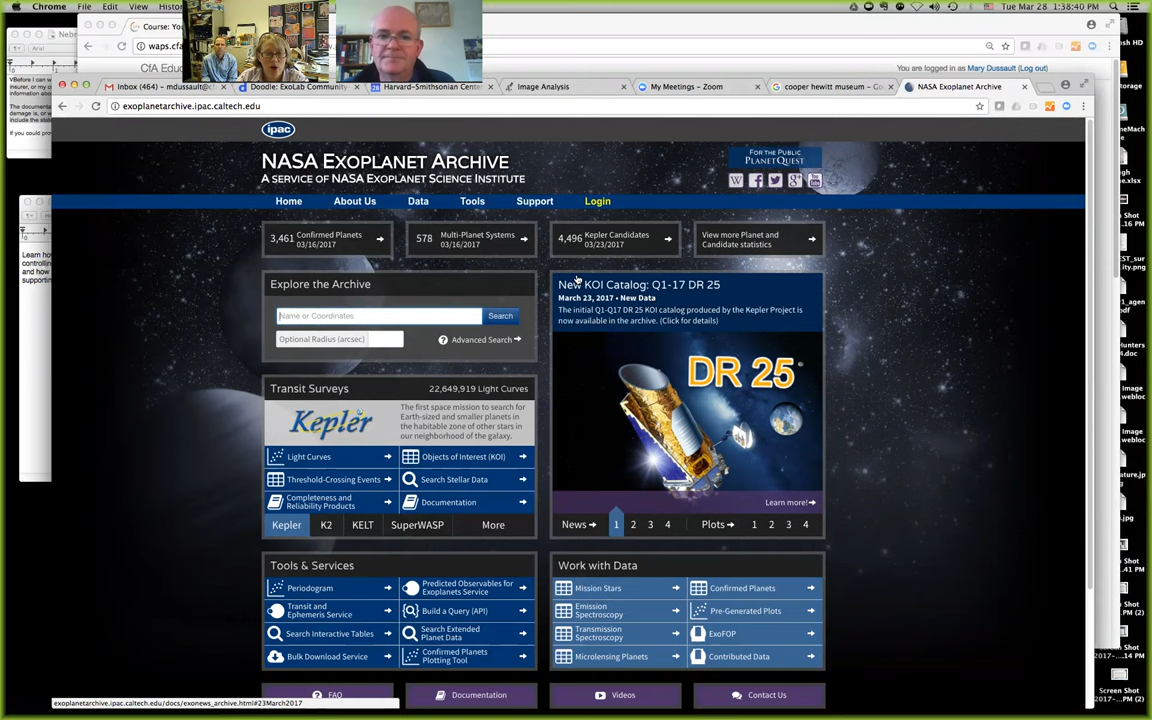 Chrome File Edit View Hist
Tue Mar 28 1:38:40 PM
Course: You
waps.cfa
CfA Educ
You are logged in as Mary Dussault (Log out)
Inbox (464) – mdussault@c
Doodle: ExoLab Community
Harvard-Smithsonian Cente
Image Analysis
My Meetings – Zoom
cooper hewitt museum – Go
NASA Exoplanet Archive
exoplanetarchive.ipac.caltech.edu
ipac
NASA EXOPLANET ARCHIVE
A SERVICE OF NASA EXOPLANET SCIENCE INSTITUTE
FOR THE PUBLIC
PLANETQUEST
Home About Us Data Tools Support Login
3,461 Confirmed Planets
03/16/2017
578 Multi-Planet Systems
03/16/2017
4,496 Kepler Candidates
03/23/2017
View more Planet and
Candidate statistics
Explore the Archive
Name or Coordinates
Search
Optional Radius (arcsec)
Advanced Search
New KOI Catalog: Q1-17 DR 25
March 23, 2017 • New Data
The initial Q1-Q17 DR 25 KOI catalog produced by the Kepler Project is
now available in the archive. (Click for details)
DR 25
Learn more!
News 1 2 3 4 Plots 1 2 3 4
Transit Surveys
22,649,919 Light Curves
Kepler
The first space mission to search for
Earth-sized and smaller planets in
the habitable zone of other stars in
our neighborhood of the galaxy.
Light Curves
Objects of Interest (KOI)
Threshold-Crossing Events
Search Stellar Data
Completeness and
Reliability Products
Documentation
Kepler K2 KELT SuperWASP More
Tools & Services
Periodogram
Predicted Observables for
Exoplanets Service
Transit and
Ephemeris Service
Build a Query (API)
Search Interactive Tables
Search Extended
Planet Data
Bulk Download Service
Confirmed Planets
Plotting Tool
Work with Data
Mission Stars
Confirmed Planets
Emission
Spectroscopy
Pre-Generated Plots
Transmission
Spectroscopy
ExoFOP
Microlensing Planets
Contributed Data
FAQ
Documentation
Videos
Contact Us
exoplanetarchive.ipac.caltech.edu/docs/exonews_archive.html#23March2017